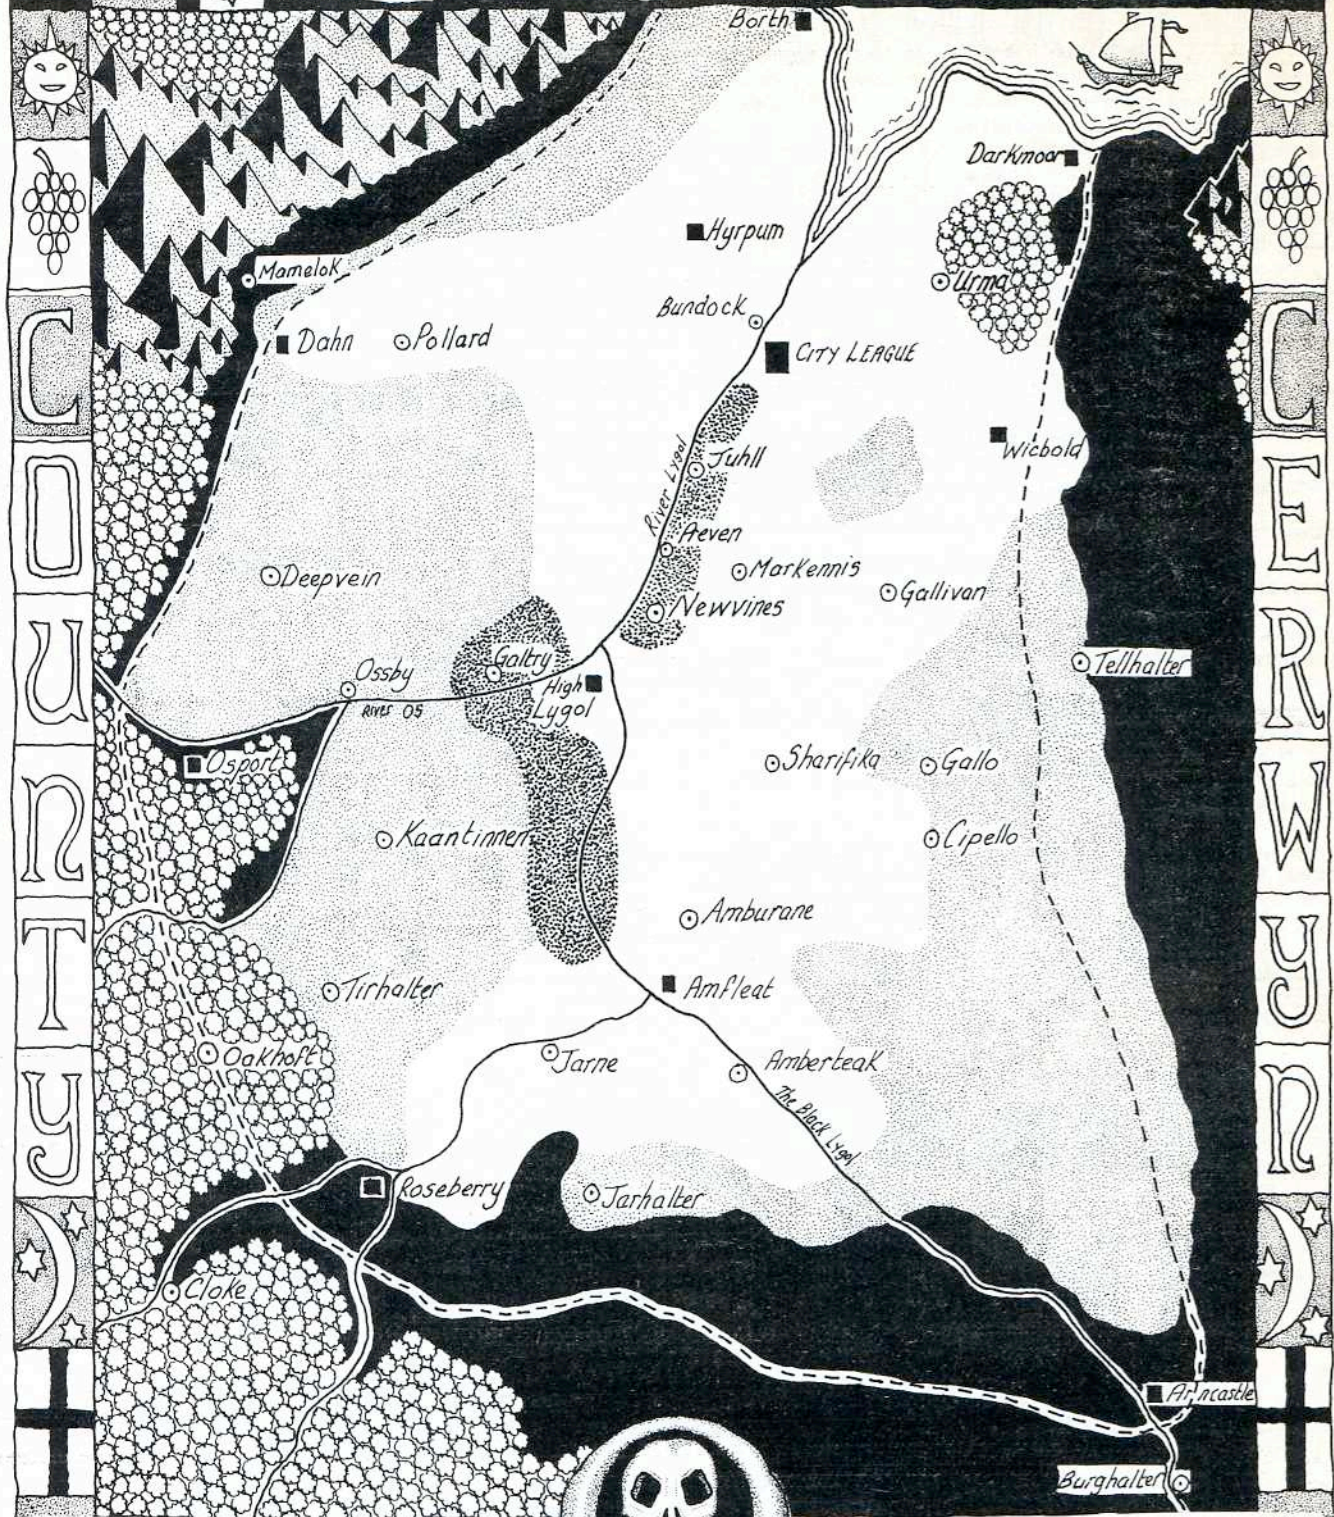 COUNTY
CERWYN
Borth
Darkmoor
Hyrpum
Mamelok
Urma
Bundock
Dahn
Pollard
CITY LEAGUE
Wicbold
Juhll
River Lygol
Aeven
Markennis
Deepvein
Gallivan
Newvines
Galtry
Tellhalter
Ossby
High
Lygol
River Os
Osport
Sharifika
Gallo
Kaantinnen
Cipello
Amburane
Tirhalter
Amfleat
Oakhoft
Jarne
Amberteak
The Black Lygol
Roseberry
Jarhalter
Cloke
Burghalter